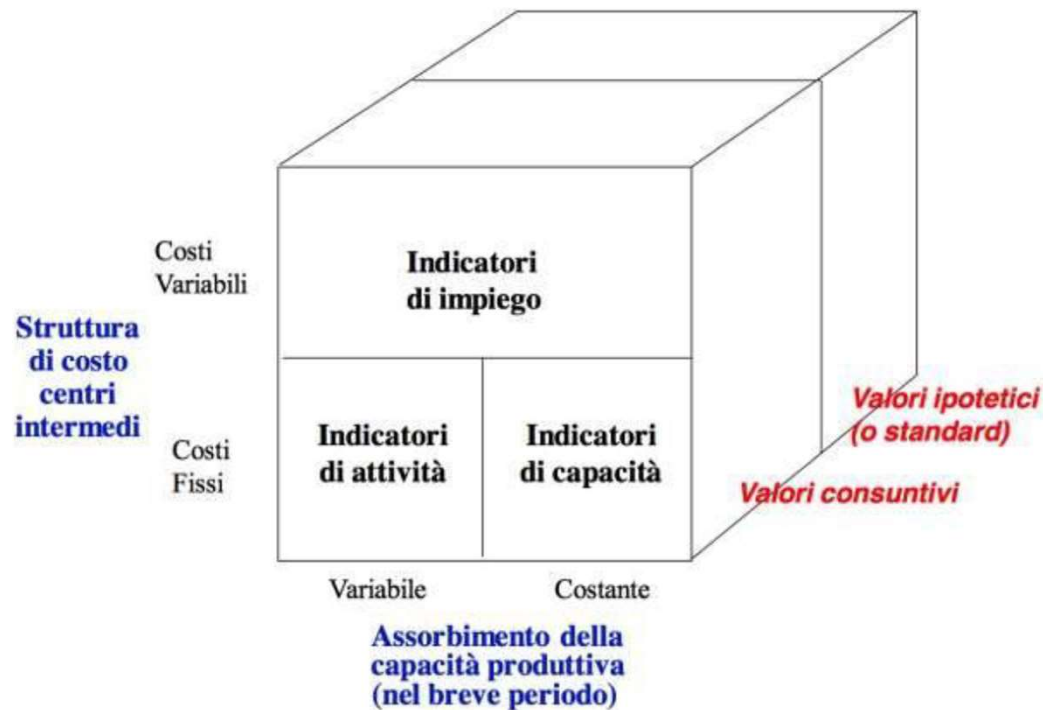 Costi
Variabili
Indicatori
di impiego
Struttura
di costo
centri
intermedi
Costi
Fissi
Indicatori
di attività
Indicatori
di capacità
Valori ipotetici
(o standard)
Valori consuntivi
Variabile
Costante
Assorbimento della
capacità produttiva
(nel breve periodo)